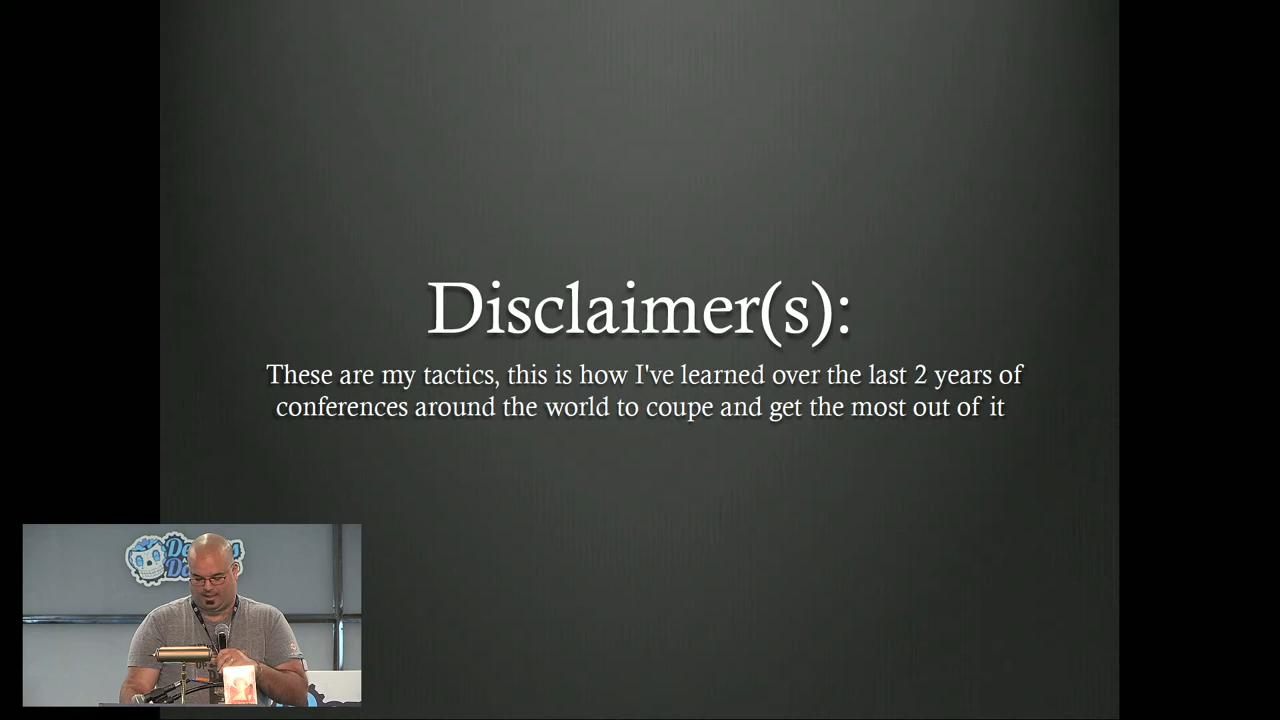 Disclaimer(s):
These are my tactics, this is how I've learned over the last 2 years of
conferences around the world to coupe and get the most out of it